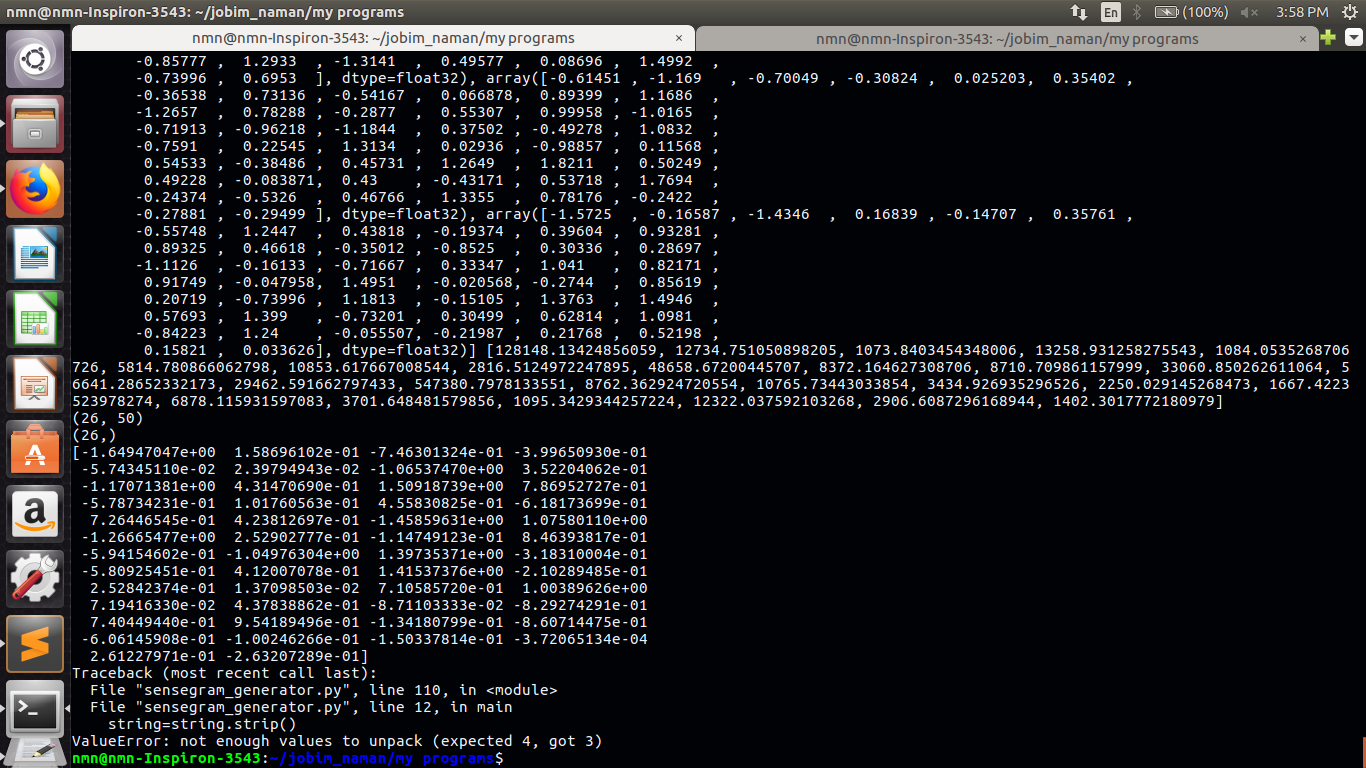 nmn@nmn-Inspiron-3543: ~/jobim_naman/my programs
En
(100%)
3:58 PM
nmn@nmn-Inspiron-3543: ~/jobim_naman/my programs ×
nmn@nmn-Inspiron-3543: ~/jobim_naman/my programs ×
-0.85777 , 1.2933 , -1.3141 , 0.49577 , 0.08696 , 1.4992 ,
-0.73996 , 0.6953 ], dtype=float32), array([-0.61451 , -1.169 , -0.70049 , -0.30824 , 0.025203, 0.35402 ,
-0.36538 , 0.73136 , -0.54167 , 0.066878, 0.89399 , 1.1686 ,
-1.2657 , 0.78288 , -0.2877 , 0.55307 , 0.99958 , -1.0165 ,
-0.71913 , -0.96218 , -1.1844 , 0.37502 , -0.49278 , 1.0832 ,
-0.7591 , 0.22545 , 1.3134 , 0.02936 , -0.98857 , 0.11568 ,
0.54533 , -0.38486 , 0.45731 , 1.2649 , 1.8211 , 0.50249 ,
0.49228 , -0.083871, 0.43 , -0.43171 , 0.53718 , 1.7694 ,
-0.24374 , -0.5326 , 0.46766 , 1.3355 , 0.78176 , -0.2422 ,
-0.27881 , -0.29499 ], dtype=float32), array([-1.5725 , -0.16587 , -1.4346 , 0.16839 , -0.14707 , 0.35761 ,
-0.55748 , 1.2447 , 0.43818 , -0.19374 , 0.39604 , 0.93281 ,
0.89325 , 0.46618 , -0.35012 , -0.8525 , 0.30336 , 0.28697 ,
-1.1126 , -0.16133 , -0.71667 , 0.33347 , 1.041 , 0.82171 ,
0.91749 , -0.047958, 1.4951 , -0.020568, -0.2744 , 0.85619 ,
0.20719 , -0.73996 , 1.1813 , -0.15105 , 1.3763 , 1.4946 ,
0.57693 , 1.399 , -0.73201 , 0.30499 , 0.62814 , 1.0981 ,
-0.84223 , 1.24 , -0.055507, -0.21987 , 0.21768 , 0.52198 ,
0.15821 , 0.033626], dtype=float32)] [128148.13424856059, 12734.751050898205, 1073.8403454348006, 13258.931258275543, 1084.0535268706
726, 5814.780866062798, 10853.617667008544, 2816.5124972247895, 48658.67200445707, 8372.164627308706, 8710.709861157999, 33060.850262611064, 5
6641.28652332173, 29462.591662797433, 547380.7978133551, 8762.362924720554, 10765.73443033854, 3434.926935296526, 2250.029145268473, 1667.4223
523978274, 6878.115931597083, 3701.648481579856, 1095.3429344257224, 12322.037592103268, 2906.6087296168944, 1402.3017772180979]
(26, 50)
(26,)
[-1.64947047e+00 1.58696102e-01 -7.46301324e-01 -3.99650930e-01
-5.74345110e-02 2.39794943e-02 -1.06537470e+00 3.52204062e-01
-1.17071381e+00 4.31470690e-01 1.50918739e+00 7.86952727e-01
-5.78734231e-01 1.01760563e-01 4.55830825e-01 -6.18173699e-01
7.26446545e-01 4.23812697e-01 -1.45859631e+00 1.07580110e+00
-1.26665477e+00 2.52902777e-01 -1.14749123e-01 8.46393817e-01
-5.94154602e-01 -1.04976304e+00 1.39735371e+00 -3.18310004e-01
-5.80925451e-01 4.12007078e-01 1.41537376e+00 -2.10289485e-01
2.52842374e-01 1.37098503e-02 7.10585720e-01 1.00389626e+00
7.19416330e-02 4.37838862e-01 -8.71103333e-02 -8.29274291e-01
7.40449440e-01 9.54189496e-01 -1.34180799e-01 -8.60714475e-01
-6.06145908e-01 -1.00246266e-01 -1.50337814e-01 -3.72065134e-04
2.61227971e-01 -2.63207289e-01]
Traceback (most recent call last):
File "sensegram_generator.py", line 110, in <module>
File "sensegram_generator.py", line 12, in main
string=string.strip()
ValueError: not enough values to unpack (expected 4, got 3)
nmn@nmn-Inspiron-3543:~/jobim_naman/my programs$